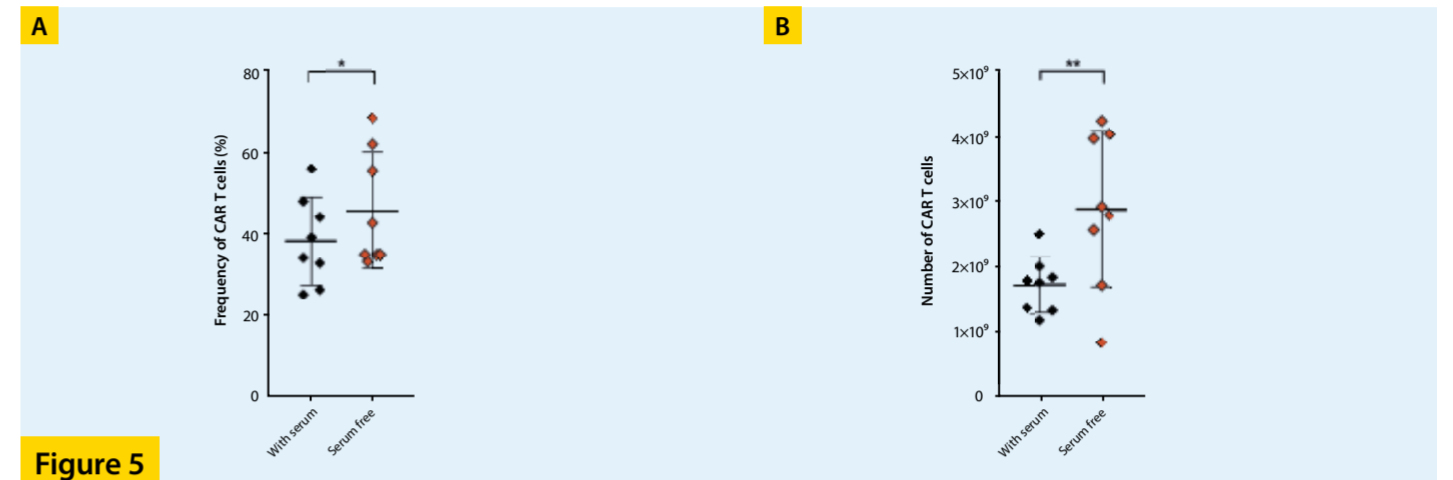 A
B
*
**
80
60
40
20
0
Frequency of CAR T cells (%)
With serum
Serum free
5×10⁹
4×10⁹
3×10⁹
2×10⁹
1×10⁹
0
Number of CAR T cells
With serum
Serum free
Figure 5